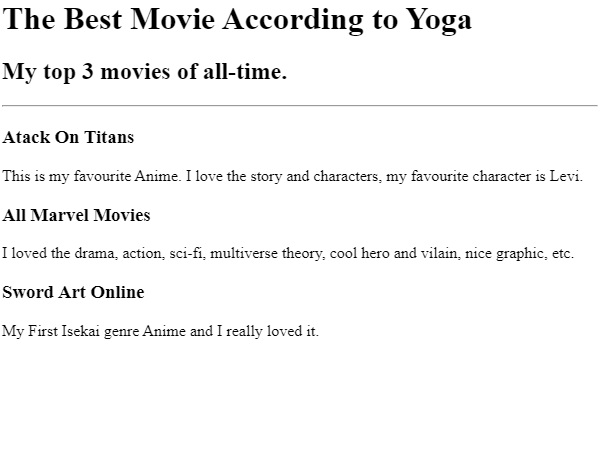 The Best Movie According to Yoga
My top 3 movies of all-time.
Atack On Titans
This is my favourite Anime. I love the story and characters, my favourite character is Levi.
All Marvel Movies
I loved the drama, action, sci-fi, multiverse theory, cool hero and vilain, nice graphic, etc.
Sword Art Online
My First Isekai genre Anime and I really loved it.